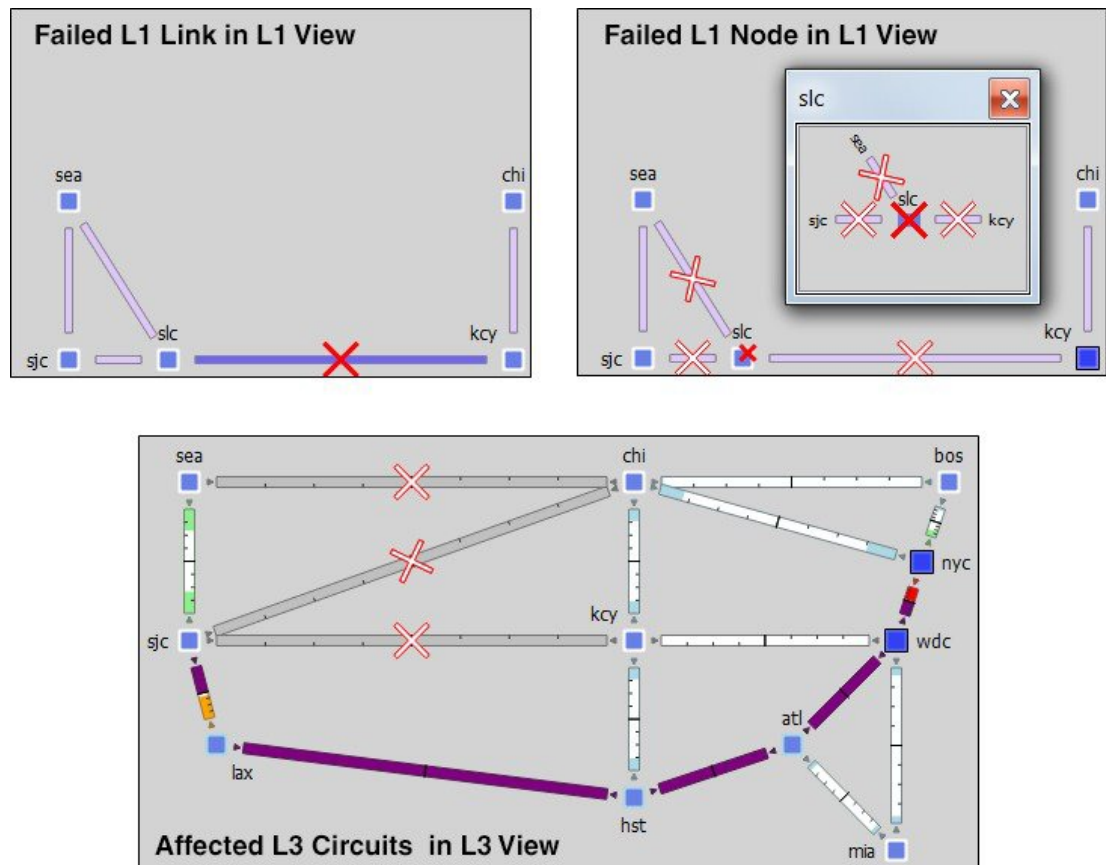 Failed L1 Link in L1 View
sea
chi
slc
kcy
sjc
Failed L1 Node in L1 View
slc
sea
slc
sjc
kcy
sea
chi
slc
kcy
sjc
sea
chi
bos
nyc
kcy
sjc
wdc
atl
lax
hst
Affected L3 Circuits in L3 View
mia